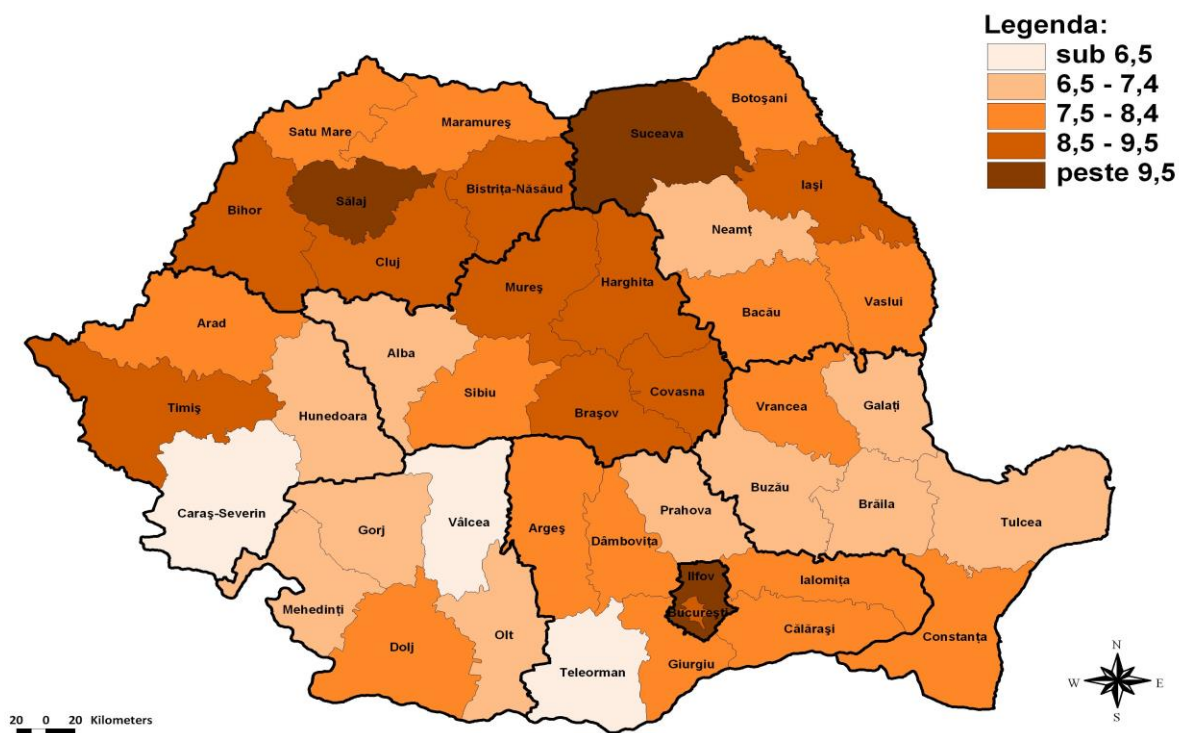 Legenda:
sub 6,5
6,5 - 7,4
7,5 - 8,4
8,5 - 9,5
peste 9,5
Botoşani
Suceava
Satu Mare
Maramureş
Iaşi
Bistriţa-Năsăud
Sălaj
Bihor
Neamţ
Cluj
Harghita
Mureş
Vaslui
Bacău
Arad
Alba
Sibiu
Covasna
Timiş
Hunedoara
Braşov
Vrancea
Galaţi
Buzău
Brăila
Caraş-Severin
Vâlcea
Prahova
Tulcea
Gorj
Argeş
Dâmboviţa
Ilfov
Ialomiţa
Mehedinţi
Bucureşti
Călăraşi
Olt
Constanţa
Dolj
Giurgiu
Teleorman
N
W E
S
20 0 20 Kilometers